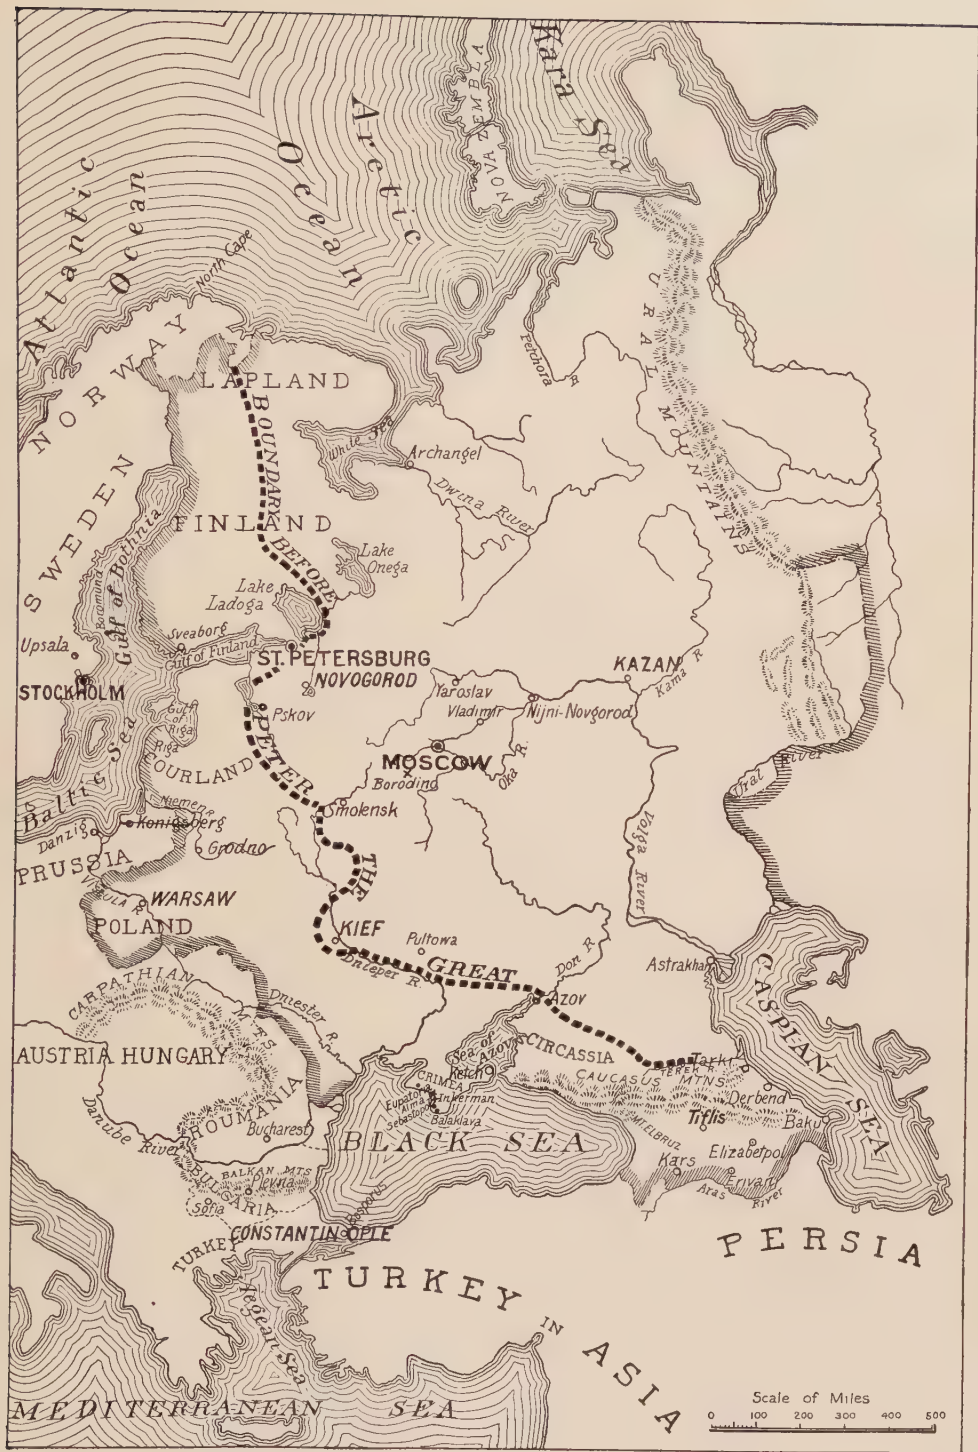 Kara Sea
NOVA ZEMBLA
Arctic
Ocean
Atlantic
Ocean
North Cape
NORWAY
LAPLAND
URAL MOUNTAINS
Petchora R
White Sea
Archangel
Dwina River
SWEDEN
FINLAND
BOUNDARY BEFORE PETER THE GREAT
Gulf of Bothnia
Lake
Onega
Lake
Ladoga
Upsala
Sveaborg
Gulf of Finland
ST. PETERSBURG
NOVOGOROD
STOCKHOLM
KAZAN
Kama R
Yaroslav
Vladimir
Nijni-Novgorod
Gulf
of
Riga
Riga
Pskov
MOSCOW
Borodino
Oka R.
COURLAND
Baltic Sea
Ural River
Niemen R
Smolensk
Volga River
Danzig
Konigsberg
Grodno
PRUSSIA
VISTULA R
WARSAW
POLAND
KIEF
Pultowa
Dnieper R.
Don R
Astrakhan
CASPIAN SEA
CARPATHIAN MTS
Dniester R
AZOV
AUSTRIA HUNGARY
Sea of
AZOV
CIRCASSIA
Tarki
TEREK R.
Ketch
CAUCASUS MTNS
CRIMEA
Eupatoria
Alma
Inkerman
Sebastopol
Balaklava
Derbend
ROUMANIA
Danube River
Bucharest
BLACK SEA
MT ELBRUZ
Tiflis
Baku
Kars
Elizabetpol
Erivan
Aras River
BALKAN MTS
Plevna
BULGARIA
Sofia
Bosporus
CONSTANTINOPLE
TURKEY
PERSIA
TURKEY IN ASIA
Aegean Sea
MEDITERRANEAN SEA
Scale of Miles
0 100 200 300 400 500